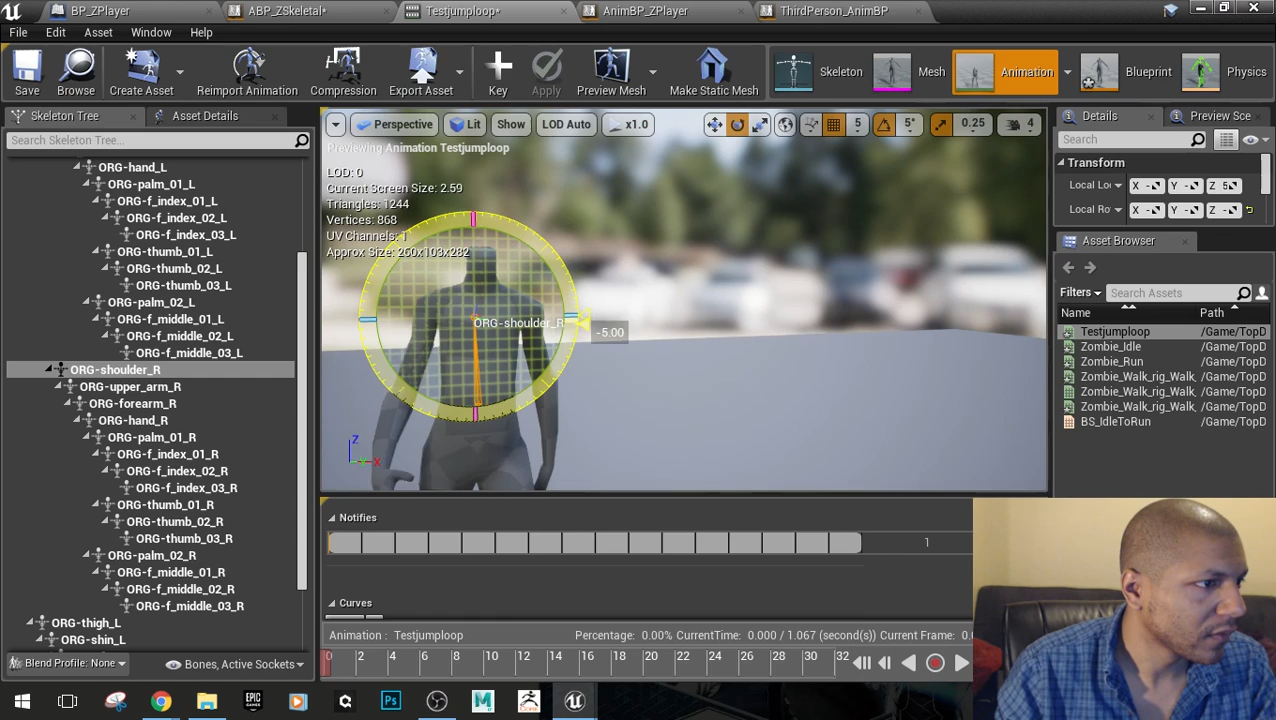 BP_ZPlayer
ABP_ZSkeletal*
Testjumploop*
AnimBP_ZPlayer
ThirdPerson_AnimBP
File Edit Asset Window Help
Save
Browse
Create Asset
Reimport Animation
Compression
Export Asset
Key
Apply
Preview Mesh
Make Static Mesh
Skeleton
Mesh
Animation
Blueprint
Physics
Skeleton Tree
Asset Details
Search Skeleton Tree...
ORG-hand_L
ORG-palm_01_L
ORG-f_index_01_L
ORG-f_index_02_L
ORG-f_index_03_L
ORG-thumb_01_L
ORG-thumb_02_L
ORG-thumb_03_L
ORG-palm_02_L
ORG-f_middle_01_L
ORG-f_middle_02_L
ORG-f_middle_03_L
ORG-shoulder_R
ORG-upper_arm_R
ORG-forearm_R
ORG-hand_R
ORG-palm_01_R
ORG-f_index_01_R
ORG-f_index_02_R
ORG-f_index_03_R
ORG-thumb_01_R
ORG-thumb_02_R
ORG-thumb_03_R
ORG-palm_02_R
ORG-f_middle_01_R
ORG-f_middle_02_R
ORG-f_middle_03_R
ORG-thigh_L
ORG-shin_L
Blend Profile: None
Bones, Active Sockets
Perspective Lit Show LOD Auto x1.0 5 5° 0.25 4
Previewing Animation Testjumploop
LOD: 0
Current Screen Size: 2.59
Triangles: 1244
Vertices: 868
UV Channels: 1
Approx Size: 260x103x282
ORG-shoulder_R
-5.00
Z
X
Notifies
1
Curves
Animation : Testjumploop Percentage: 0.00% CurrentTime: 0.000 / 1.067 (second(s)) Current Frame: 0.
0 2 4 6 8 10 12 14 16 18 20 22 24 26 28 30 32
Details
Preview Sce
Search
Transform
Local Loc X - Y - Z 5
Local Ro X - Y - Z -
Asset Browser
Filters
Search Assets
Name Path
Testjumploop /Game/TopD
Zombie_Idle /Game/TopD
Zombie_Run /Game/TopD
Zombie_Walk_rig_Walk_ /Game/TopD
Zombie_Walk_rig_Walk_ /Game/TopD
Zombie_Walk_rig_Walk_ /Game/TopD
BS_IdleToRun /Game/TopD
EPIC
GAMES
Ps